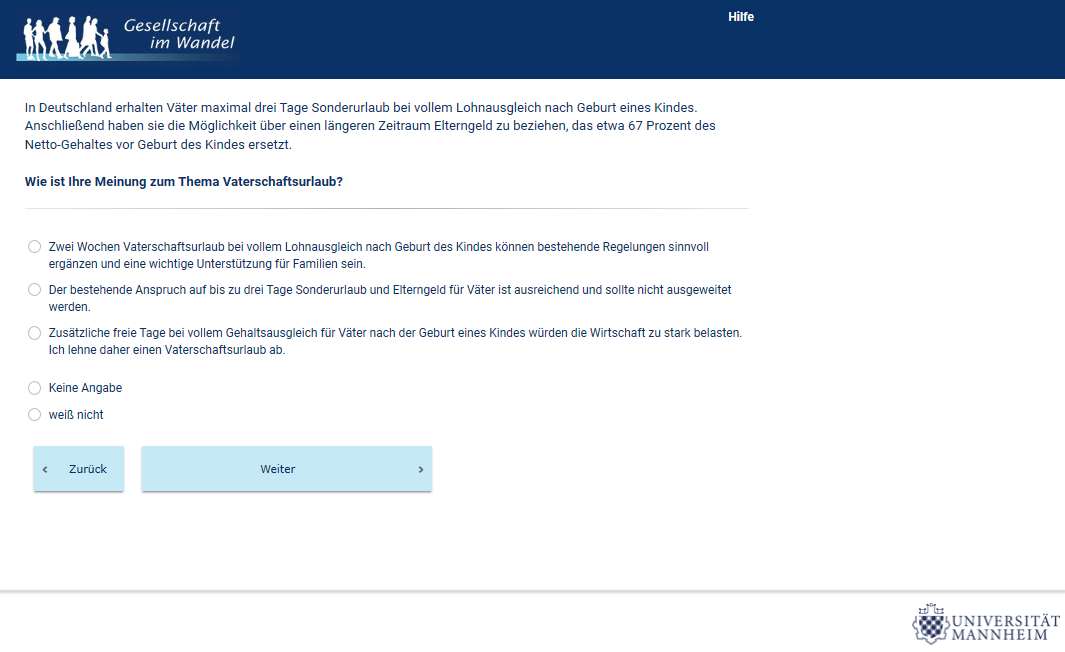 Gesellschaft
im Wandel
Hilfe
In Deutschland erhalten Väter maximal drei Tage Sonderurlaub bei vollem Lohnausgleich nach Geburt eines Kindes.
Anschließend haben sie die Möglichkeit über einen längeren Zeitraum Elterngeld zu beziehen, das etwa 67 Prozent des
Netto-Gehaltes vor Geburt des Kindes ersetzt.
Wie ist Ihre Meinung zum Thema Vaterschaftsurlaub?
Zwei Wochen Vaterschaftsurlaub bei vollem Lohnausgleich nach Geburt des Kindes können bestehende Regelungen sinnvoll
ergänzen und eine wichtige Unterstützung für Familien sein.
Der bestehende Anspruch auf bis zu drei Tage Sonderurlaub und Elterngeld für Väter ist ausreichend und sollte nicht ausgeweitet
werden.
Zusätzliche freie Tage bei vollem Gehaltsausgleich für Väter nach der Geburt eines Kindes würden die Wirtschaft zu stark belasten.
Ich lehne daher einen Vaterschaftsurlaub ab.
Keine Angabe
weiß nicht
‹ Zurück
Weiter ›
UNIVERSITÄT
MANNHEIM